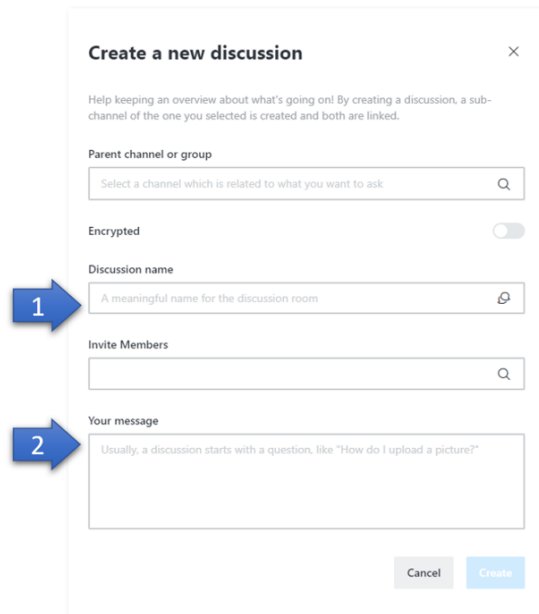 Create a new discussion
Help keeping an overview about what's going on! By creating a discussion, a sub-
channel of the one you selected is created and both are linked.
Parent channel or group
Select a channel which is related to what you want to ask
Encrypted
Discussion name
1
A meaningful name for the discussion room
Invite Members
Your message
2
Usually, a discussion starts with a question, like "How do I upload a picture?"
Cancel
Create